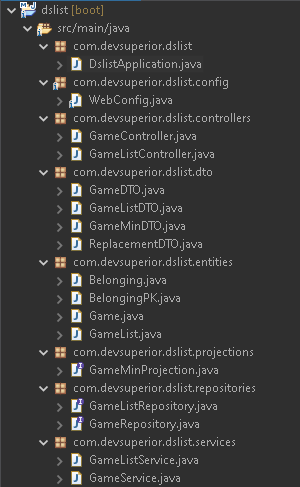 dslist [boot]
src/main/java
com.devsuperior.dslist
DslistApplication.java
com.devsuperior.dslist.config
WebConfig.java
com.devsuperior.dslist.controllers
GameController.java
GameListController.java
com.devsuperior.dslist.dto
GameDTO.java
GameListDTO.java
GameMinDTO.java
ReplacementDTO.java
com.devsuperior.dslist.entities
Belonging.java
BelongingPK.java
Game.java
GameList.java
com.devsuperior.dslist.projections
GameMinProjection.java
com.devsuperior.dslist.repositories
GameListRepository.java
GameRepository.java
com.devsuperior.dslist.services
GameListService.java
GameService.java